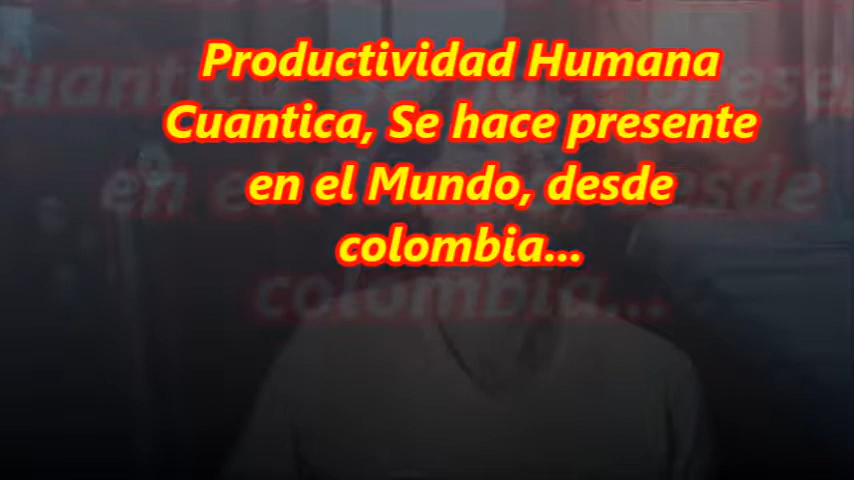 Productividad Humana
Cuantica, Se hace presente
en el Mundo, desde
colombia...